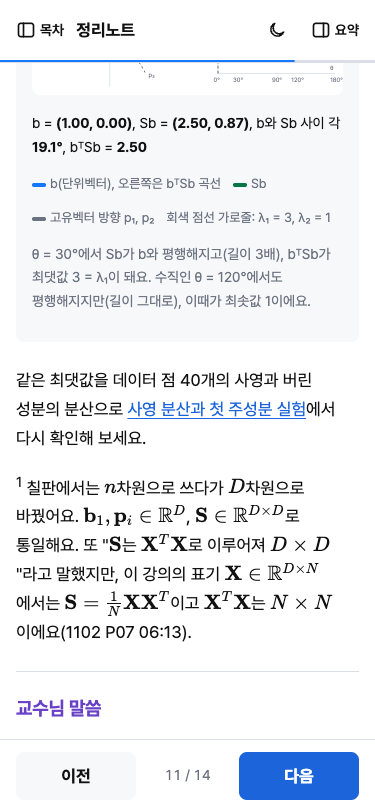 목차 정리노트 요약
p₂
θ
0° 30° 90° 120° 180°
b = (1.00, 0.00), Sb = (2.50, 0.87), b와 Sb 사이 각
19.1°, bᵀSb = 2.50
b(단위벡터), 오른쪽은 bᵀSb 곡선 Sb
고유벡터 방향 p₁, p₂ 회색 점선 가로줄: λ₁ = 3, λ₂ = 1
θ = 30°에서 Sb가 b와 평행해지고(길이 3배), bᵀSb가
최댓값 3 = λ₁이 돼요. 수직인 θ = 120°에서도
평행해지지만(길이 그대로), 이때가 최솟값 1이에요.
같은 최댓값을 데이터 점 40개의 사영과 버린
성분의 분산으로 사영 분산과 첫 주성분 실험에서
다시 확인해 보세요.
¹ 칠판에서는 n차원으로 쓰다가 D차원으로
바꿨어요. b₁, pᵢ ∈ ℝᴰ, S ∈ ℝᴰˣᴰ로
통일해요. 또 "S는 XᵀX로 이루어져 D × D
"라고 말했지만, 이 강의의 표기 X ∈ ℝᴰˣᴺ
에서는 S = 1/N XXᵀ이고 XᵀX는 N × N
이에요(1102 P07 06:13).
교수님 말씀
이전 11 / 14 다음